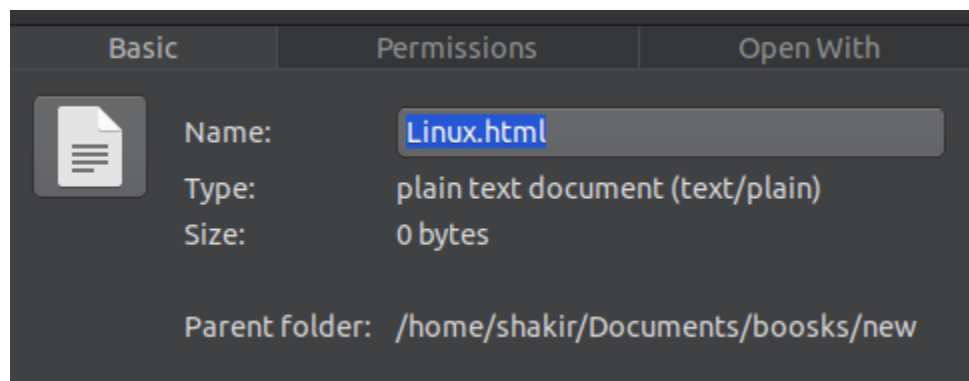 Basic Permissions Open With
Name: Linux.html
Type: plain text document (text/plain)
Size: 0 bytes
Parent folder: /home/shakir/Documents/boosks/new